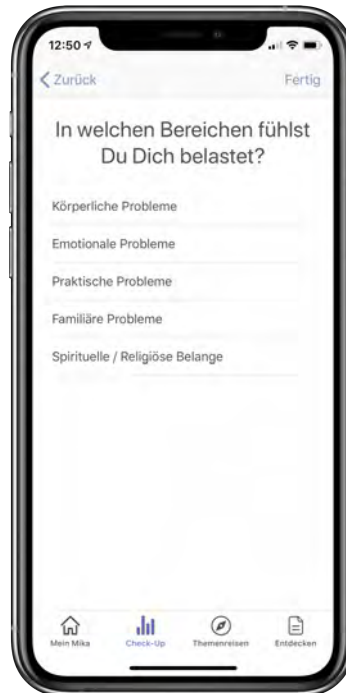 12:50
Zurück
Fertig
In welchen Bereichen fühlst
Du Dich belastet?
Körperliche Probleme
Emotionale Probleme
Praktische Probleme
Familiäre Probleme
Spirituelle / Religiöse Belange
Mein Mika
Check-Up
Themenreisen
Entdecken